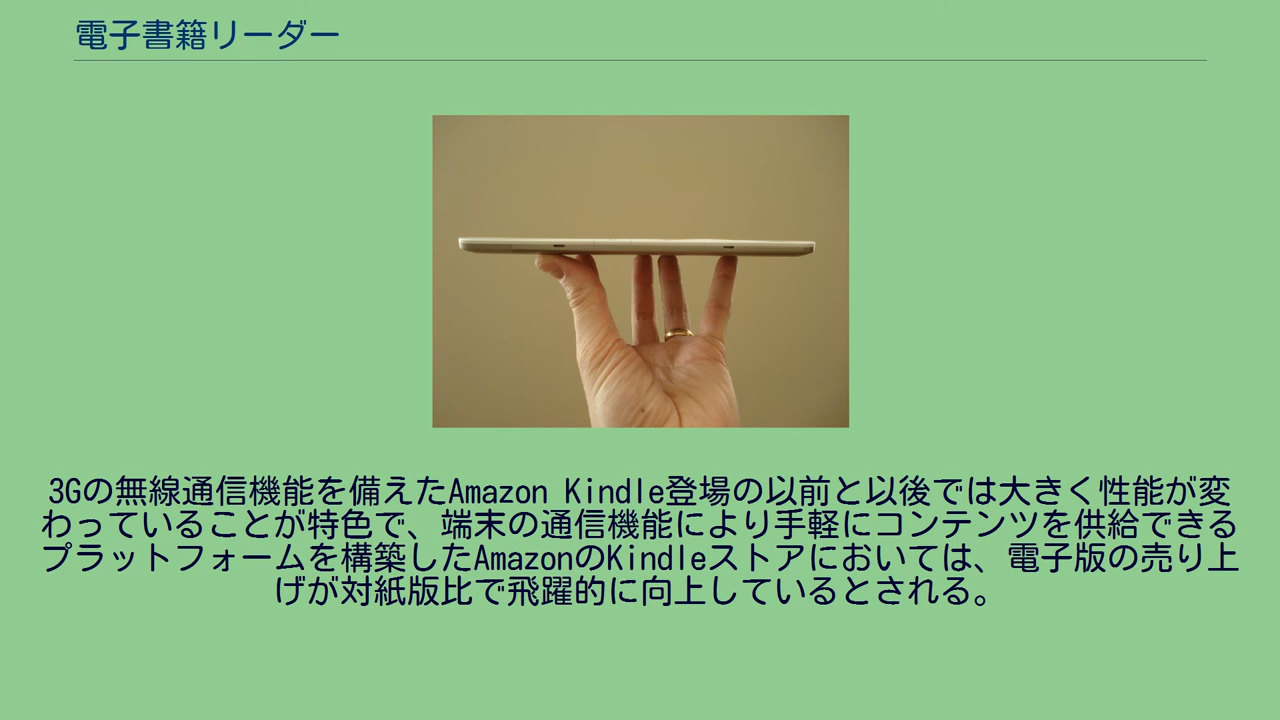 電子書籍リーダー
3Gの無線通信機能を備えたAmazon Kindle登場の以前と以後では大きく性能が変
わっていることが特色で、端末の通信機能により手軽にコンテンツを供給できる
プラットフォームを構築したAmazonのKindleストアにおいては、電子版の売り上
げが対紙版比で飛躍的に向上しているとされる。